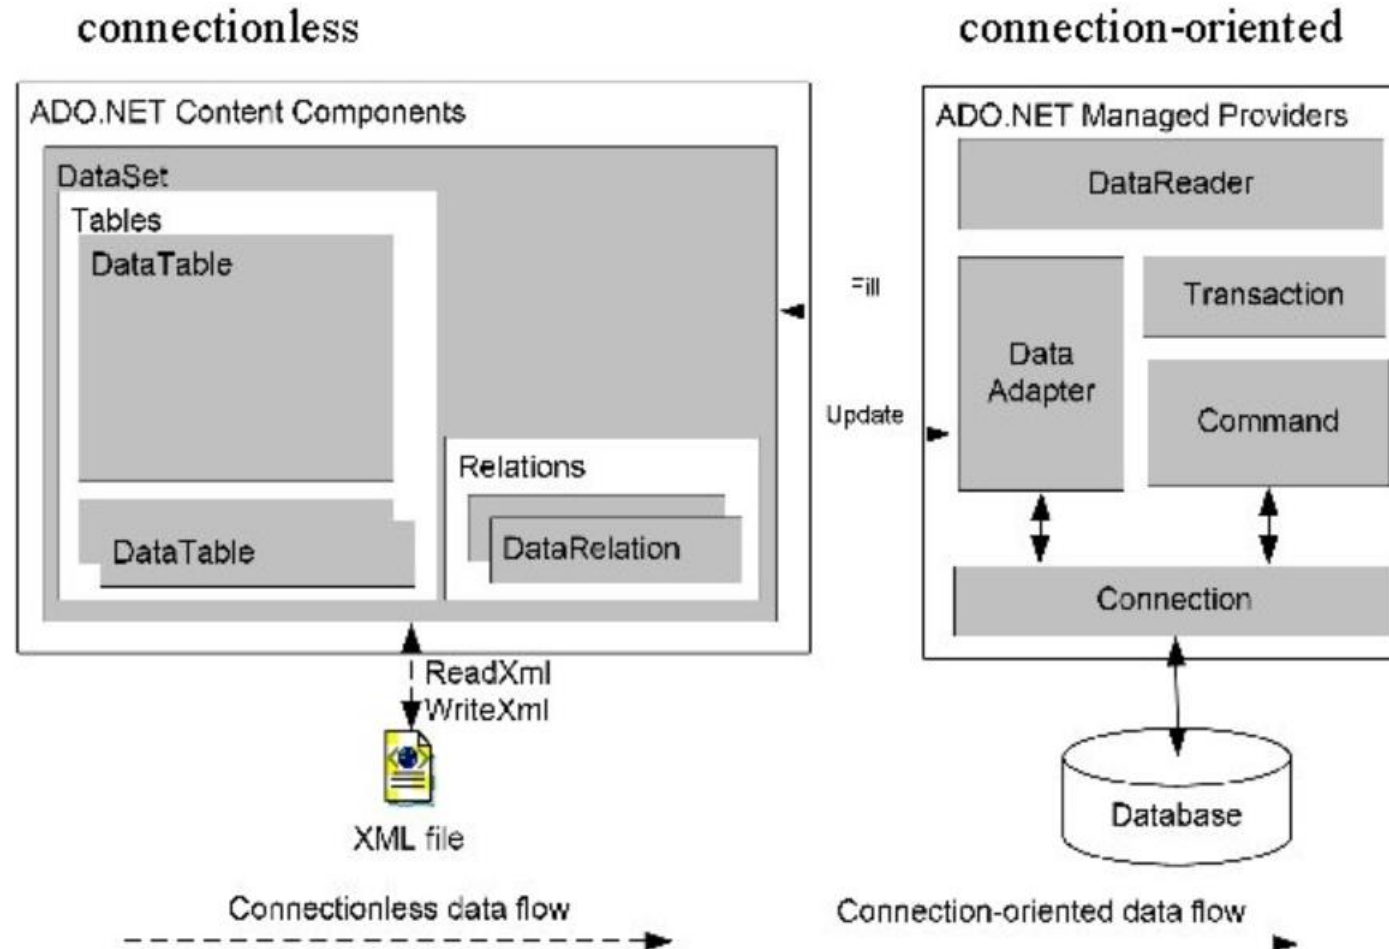 connectionless
connection-oriented
ADO.NET Content Components
DataSet
Tables
DataTable
DataTable
Relations
DataRelation
ReadXml
WriteXml
XML file
Fill
Update
ADO.NET Managed Providers
DataReader
Data
Adapter
Transaction
Command
Connection
Database
Connectionless data flow
Connection-oriented data flow